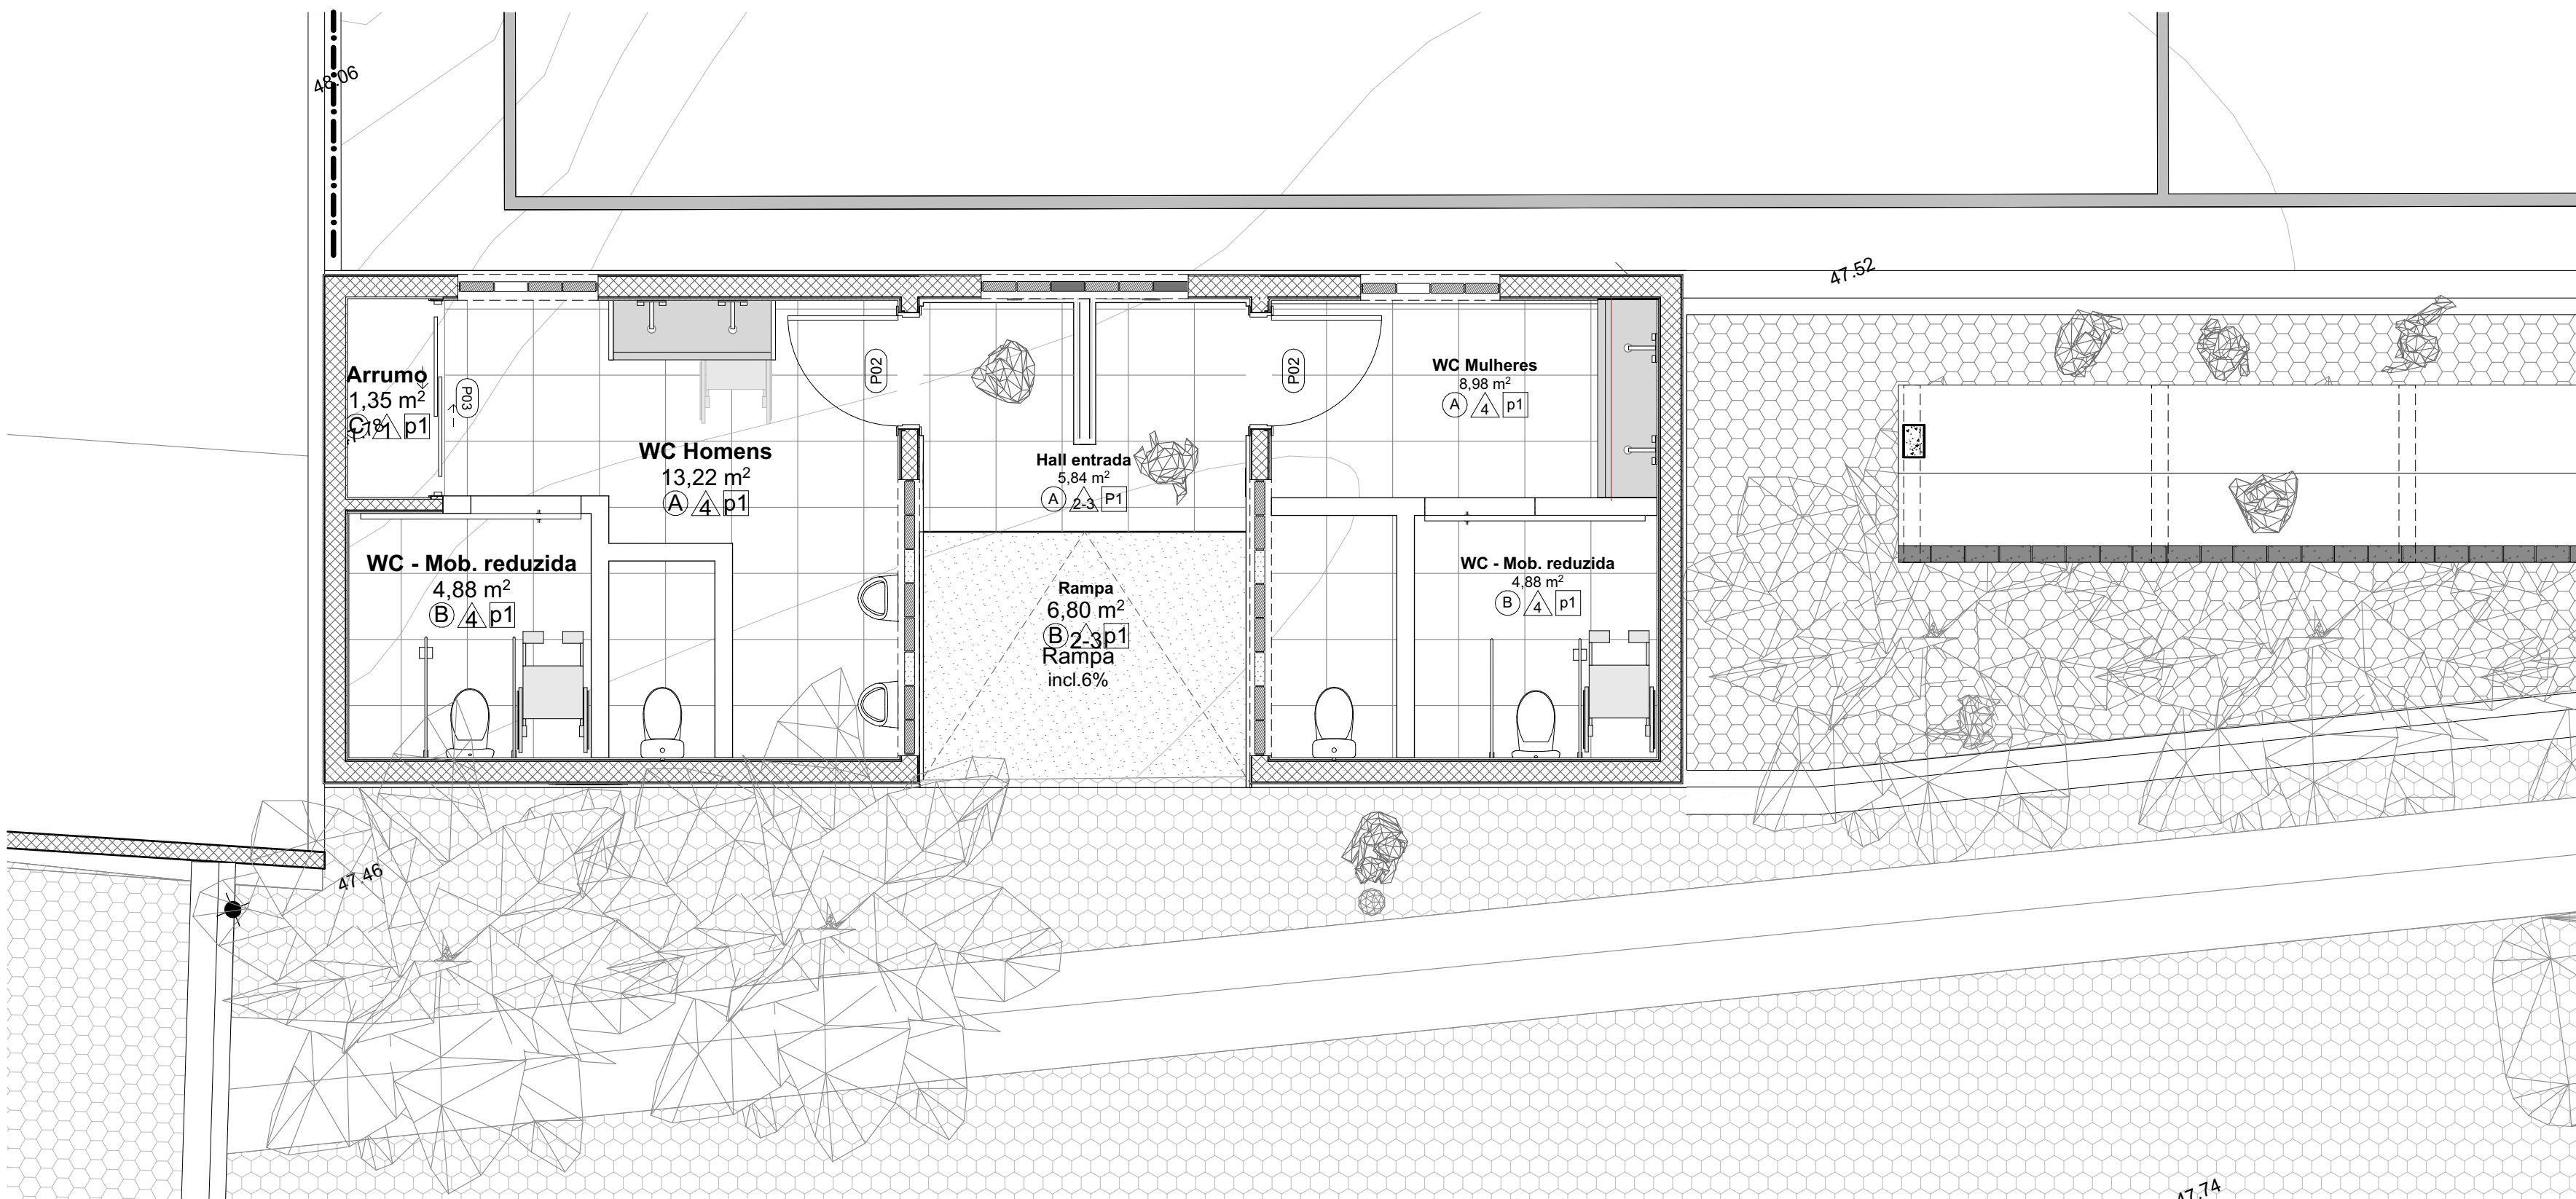 48.06
47.52
Arrumo
1,35 m²
C 1 p1
P03
WC Homens
13,22 m²
A 4 p1
P02
Hall entrada
5,84 m²
A 2-3 P1
P02
WC Mulheres
8,98 m²
A 4 p1
WC - Mob. reduzida
4,88 m²
B 4 p1
Rampa
6,80 m²
B 2-3 p1
Rampa
incl.6%
WC - Mob. reduzida
4,88 m²
B 4 p1
47.46
47.74